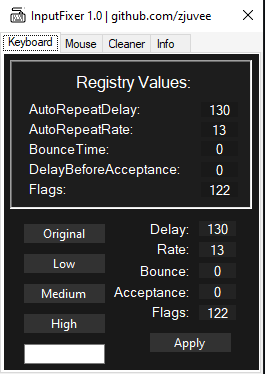 InputFixer 1.0 | github.com/zjuvee
Keyboard Mouse Cleaner Info
Registry Values:
AutoRepeatDelay: 130
AutoRepeatRate: 13
BounceTime: 0
DelayBeforeAcceptance: 0
Flags: 122
Original
Low
Medium
High
Delay: 130
Rate: 13
Bounce: 0
Acceptance: 0
Flags: 122
Apply